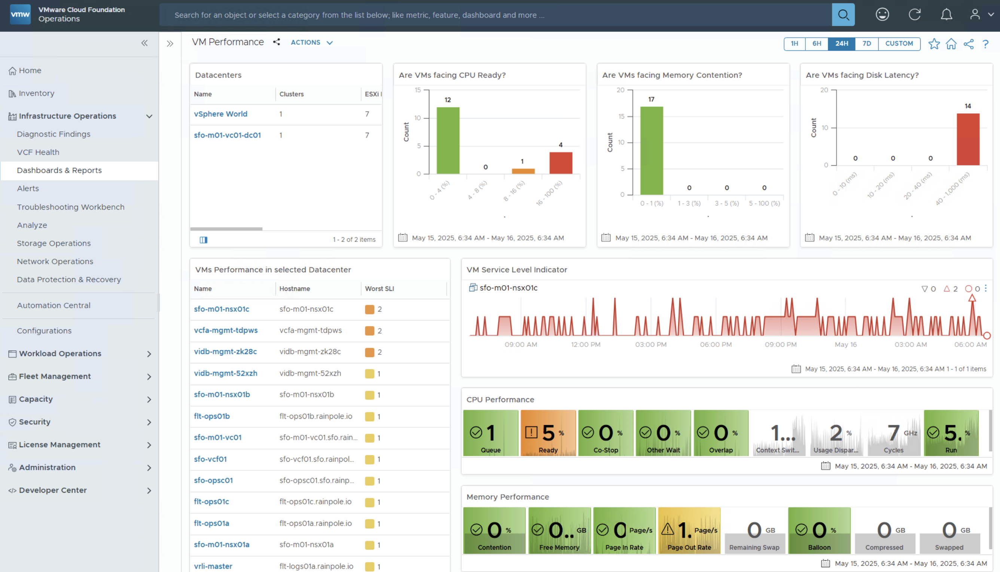 vmw
VMware Cloud Foundation
Operations
Search for an object or select a category from the list below; like metric, feature, dashboard and more ...
Home
Inventory
Infrastructure Operations
Diagnostic Findings
VCF Health
Dashboards & Reports
Alerts
Troubleshooting Workbench
Analyze
Storage Operations
Network Operations
Data Protection & Recovery
Automation Central
Configurations
Workload Operations
Fleet Management
Capacity
Security
License Management
Administration
Developer Center
VM Performance ACTIONS
1H 6H 24H 7D CUSTOM
Datacenters
Name Clusters ESXi
vSphere World 1 7
sfo-m01-vc01-dc01 1 7
1 - 2 of 2 items
Are VMs facing CPU Ready?
Count
15
10
5
0
12
0
1
4
0 - 4 (%)
4 - 8 (%)
8 - 16 (%)
16 - 100 (%)
May 15, 2025, 6:34 AM - May 16, 2025, 6:34 AM
Are VMs facing Memory Contention?
Count
20
15
10
5
0
17
0
0
0
0 - 1 (%) 1 - 3 (%) 3 - 5 (%) 5 - 100 (%)
May 15, 2025, 6:34 AM - May 16, 2025, 6:34 AM
Are VMs facing Disk Latency?
Count
20
10
0
0
0
0
14
0 - 10 (ms)
10 - 20 (ms)
20 - 40 (ms)
40 - 1,000 (ms)
May 15, 2025, 6:34 AM - May 16, 2025, 6:34 AM
VMs Performance in selected Datacenter
Name Hostname Worst SLI
sfo-m01-nsx01c sfo-m01-nsx01c 2
vcfa-mgmt-tdpws vcfa-mgmt-tdpws 2
vidb-mgmt-zk28c vidb-mgmt-zk28c 2
vidb-mgmt-52xzh vidb-mgmt-52xzh 1
sfo-m01-nsx01b sfo-m01-nsx01b 1
flt-ops01b flt-ops01b.rainpole.io 1
sfo-m01-vc01 sfo-m01-vc01.sfo.rain... 1
sfo-vcf01 sfo-vcf01.sfo.rainpol... 1
sfo-opsc01 sfo-opsc01.sfo.rainp... 1
flt-ops01c flt-ops01c.rainpole.io 1
flt-ops01a flt-ops01a.rainpole.io 1
sfo-m01-nsx01a sfo-m01-nsx01a 1
vrli-master flt-logs01a.rainpole.io 1
VM Service Level Indicator
sfo-m01-nsx01c
0 2 0
09:00 AM 12:00 PM 03:00 PM 06:00 PM 09:00 PM May 16 03:00 AM 06:00 AM
May 15, 2025, 6:34 AM - May 16, 2025, 6:34 AM 1 - 1 of 1 items
CPU Performance
1 5 % 0 % 0 % 0 % 1... 2 % 7 GHz 5. %
Queue Ready Co-Stop Other Wait Overlap Context Swit... Usage Dispar... Cycles Run
May 15, 2025, 6:34 AM - May 16, 2025, 6:34 AM
Memory Performance
0 % 0.. GB 0 Page/s 1. Page/s 0 GB 0 % 0 GB 0 GB
Contention Free Memory Page In Rate Page Out Rate Remaining Swap Balloon Compressed Swapped
May 15, 2025, 6:34 AM - May 16, 2025, 6:34 AM